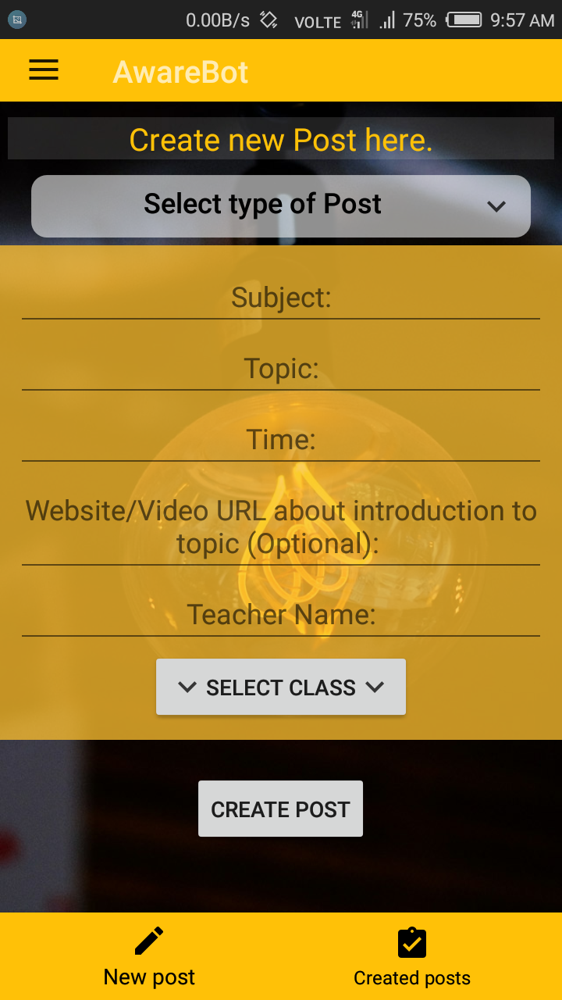 0.00B/s VOLTE 4G 75% 9:57 AM
AwareBot
Create new Post here.
Select type of Post
Subject:
Topic:
Time:
Website/Video URL about introduction to
topic (Optional):
Teacher Name:
SELECT CLASS
CREATE POST
New post
Created posts